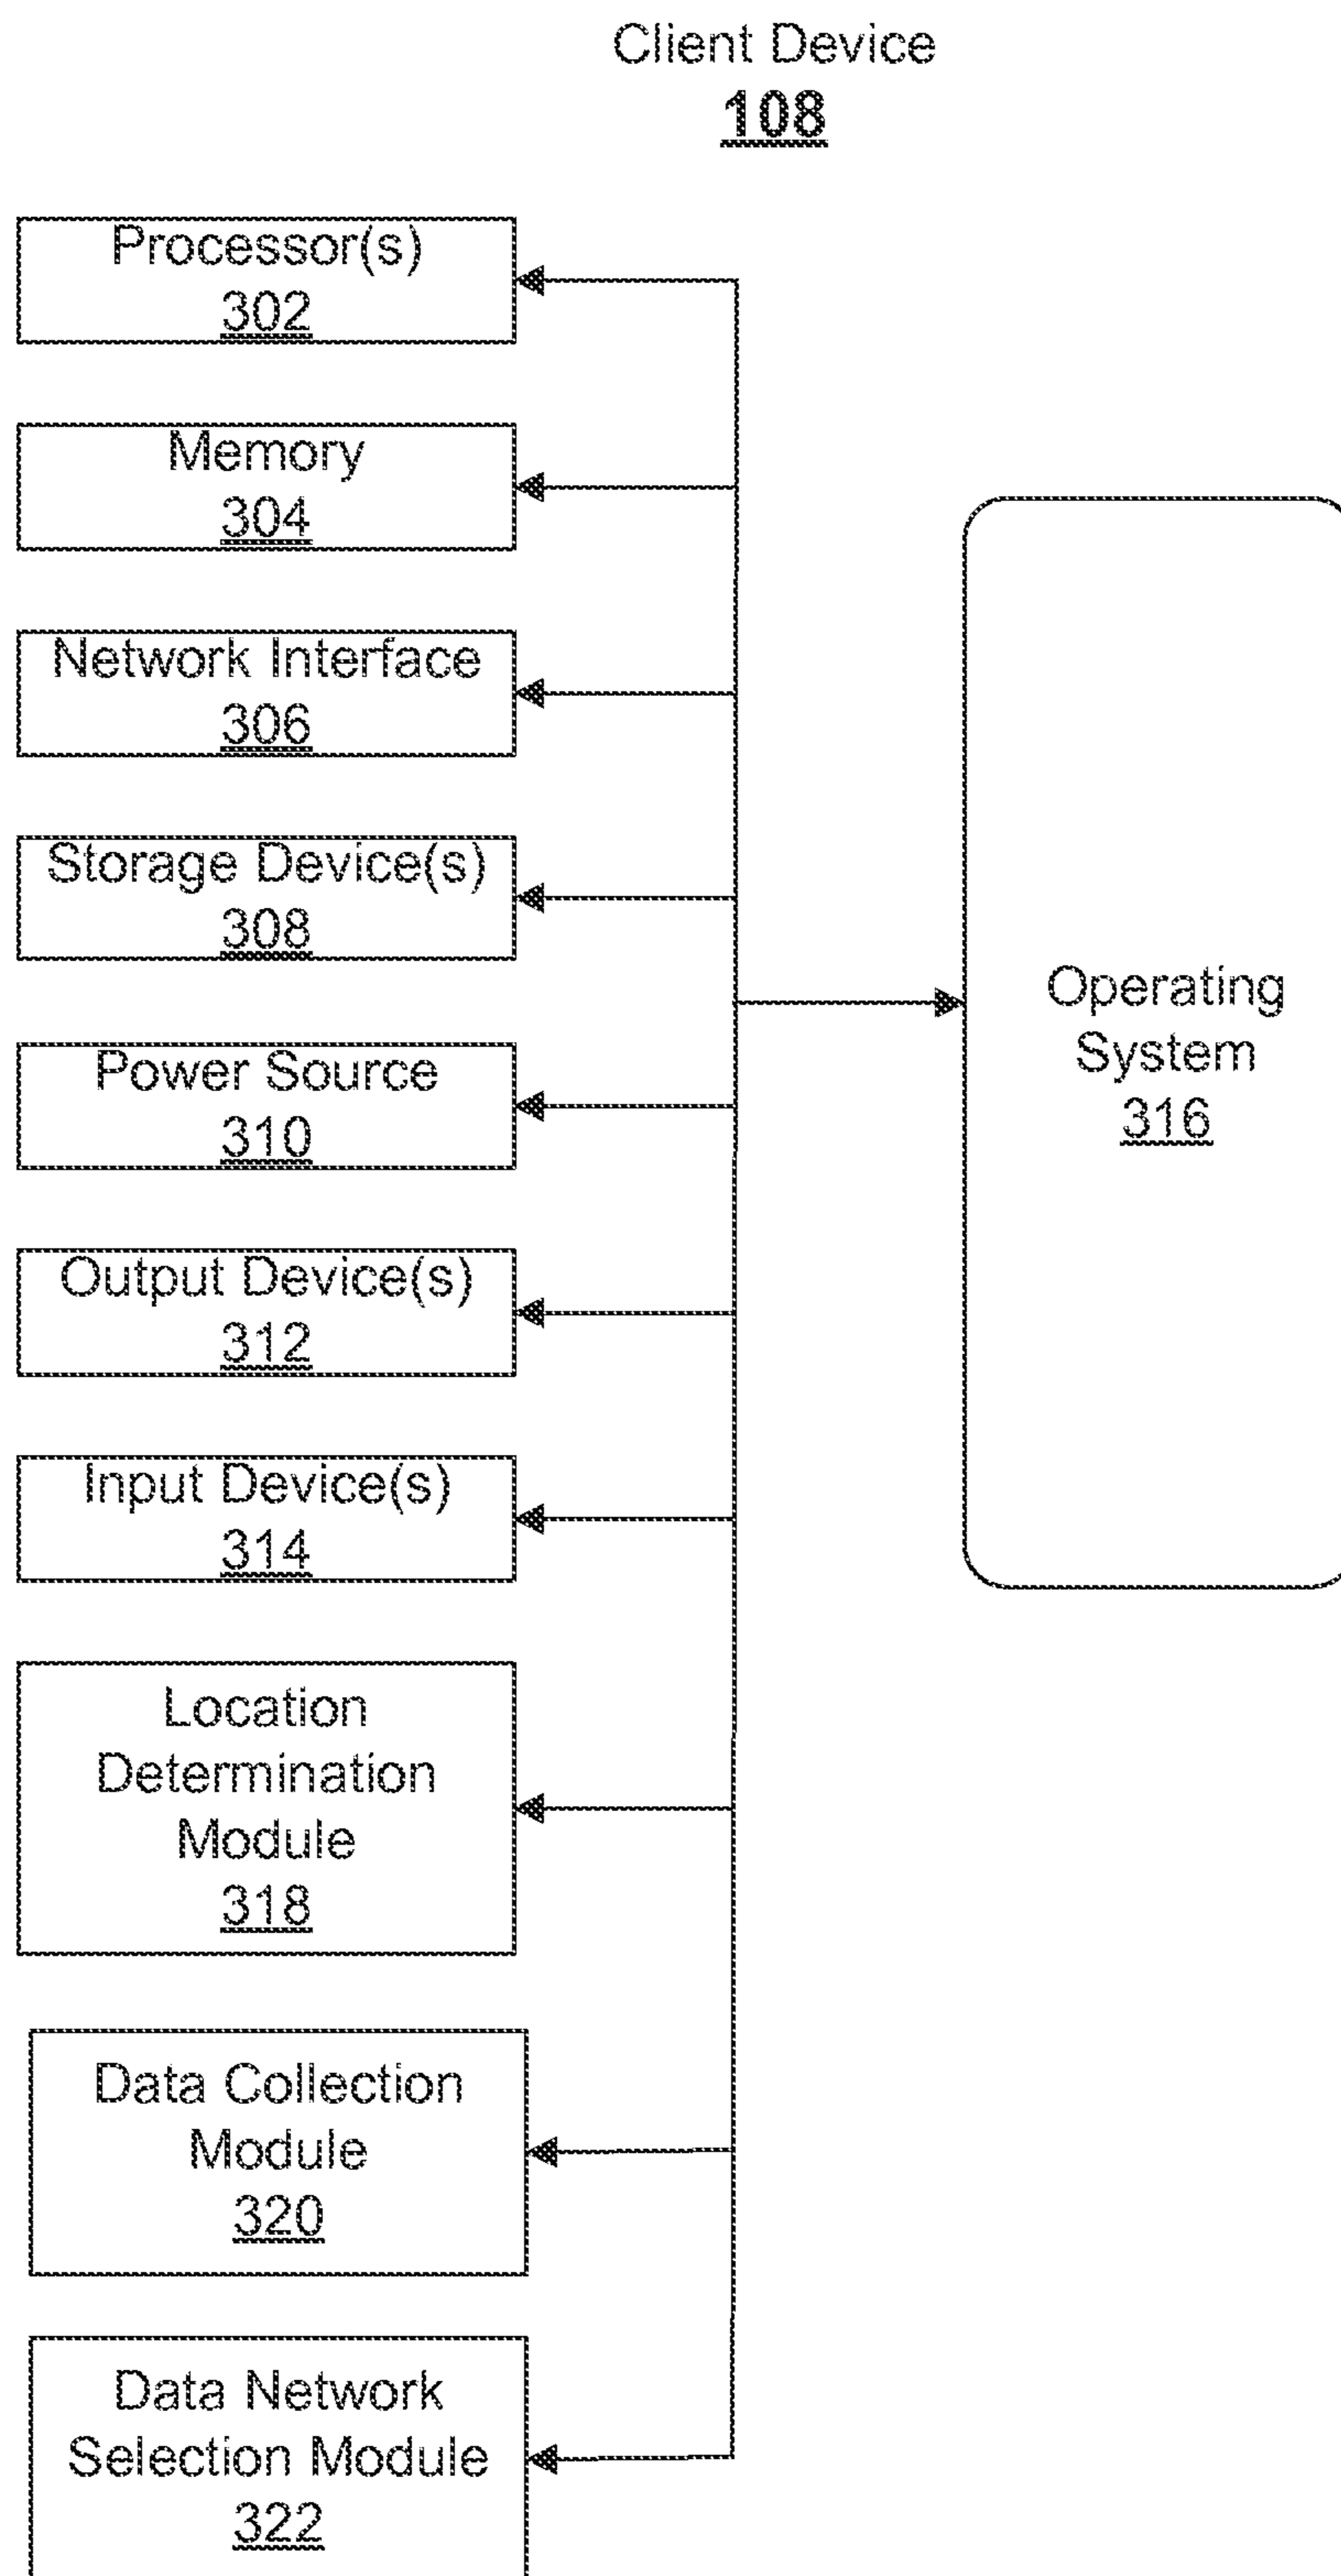 Client Device
108
Processor(s)
302
Memory
304
Network Interface
306
Storage Device(s)
308
Power Source
310
Output Device(s)
312
Input Device(s)
314
Operating
System
316
Location
Determination
Module
318
Data Collection
Module
320
Data Network
Selection Module
322